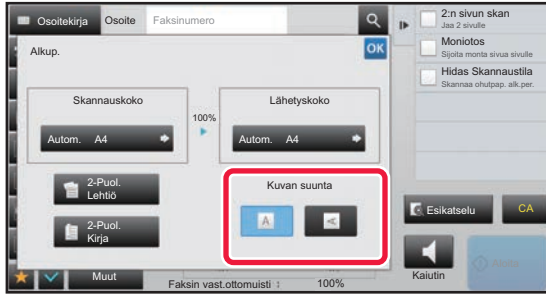 Osoitekirja
Osoite
Faksinumero
2:n sivun skan
Jaa 2 sivulle
Moniotos
Sijoita monta sivua sivulle
Hidas Skannaustila
Skannaa ohutpap. alk.per.
Alkup.
OK
Skannauskoko
100%
Lähetyskoko
Autom. A4
Autom. A4
2-Puol.
Lehtiö
2-Puol.
Kirja
Kuvan suunta
A
A
Esikatselu
CA
Muut
Faksin vast.ottomuisti :
100%
Kaiutin